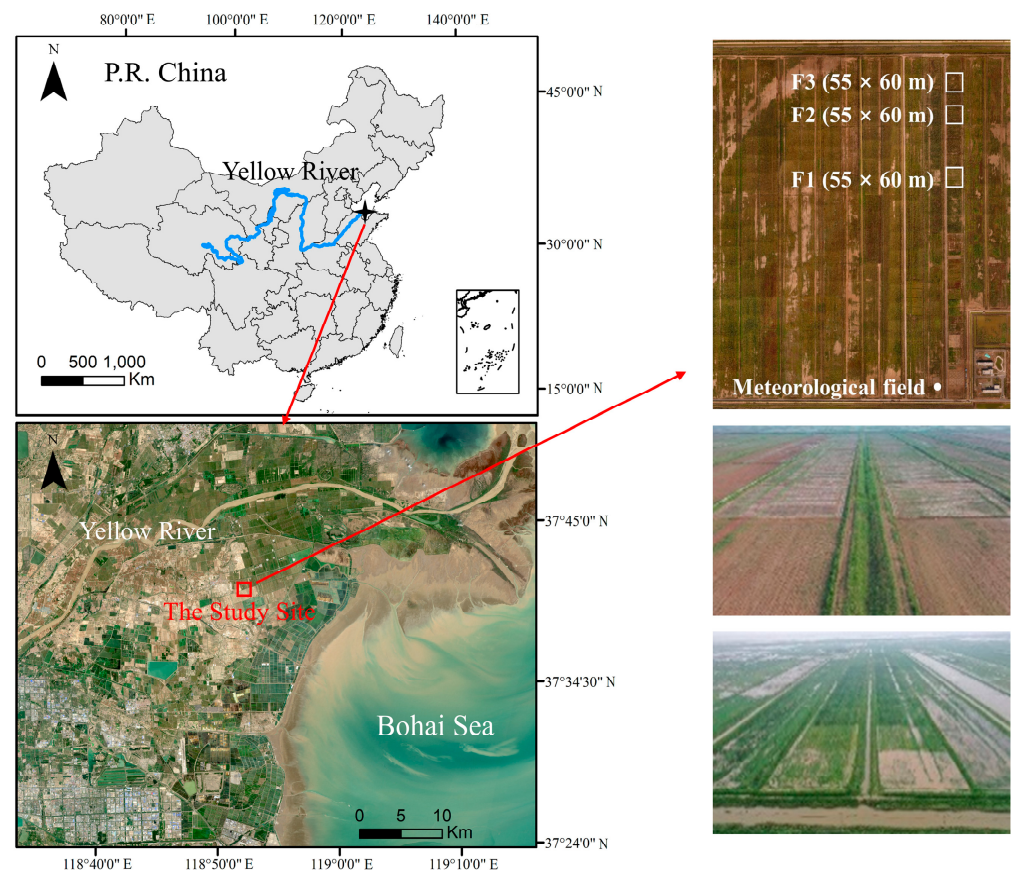 80°0'0" E
100°0'0" E
120°0'0" E
140°0'0" E
N
P.R. China
Yellow River
45°0'0" N
30°0'0" N
15°0'0" N
0 500 1,000
Km
N
Yellow River
The Study Site
Bohai Sea
0 5 10
Km
37°45'0" N
37°34'30" N
37°24'0" N
118°40'0" E
118°50'0" E
119°0'0" E
119°10'0" E
F3 (55 × 60 m)
F2 (55 × 60 m)
F1 (55 × 60 m)
Meteorological field